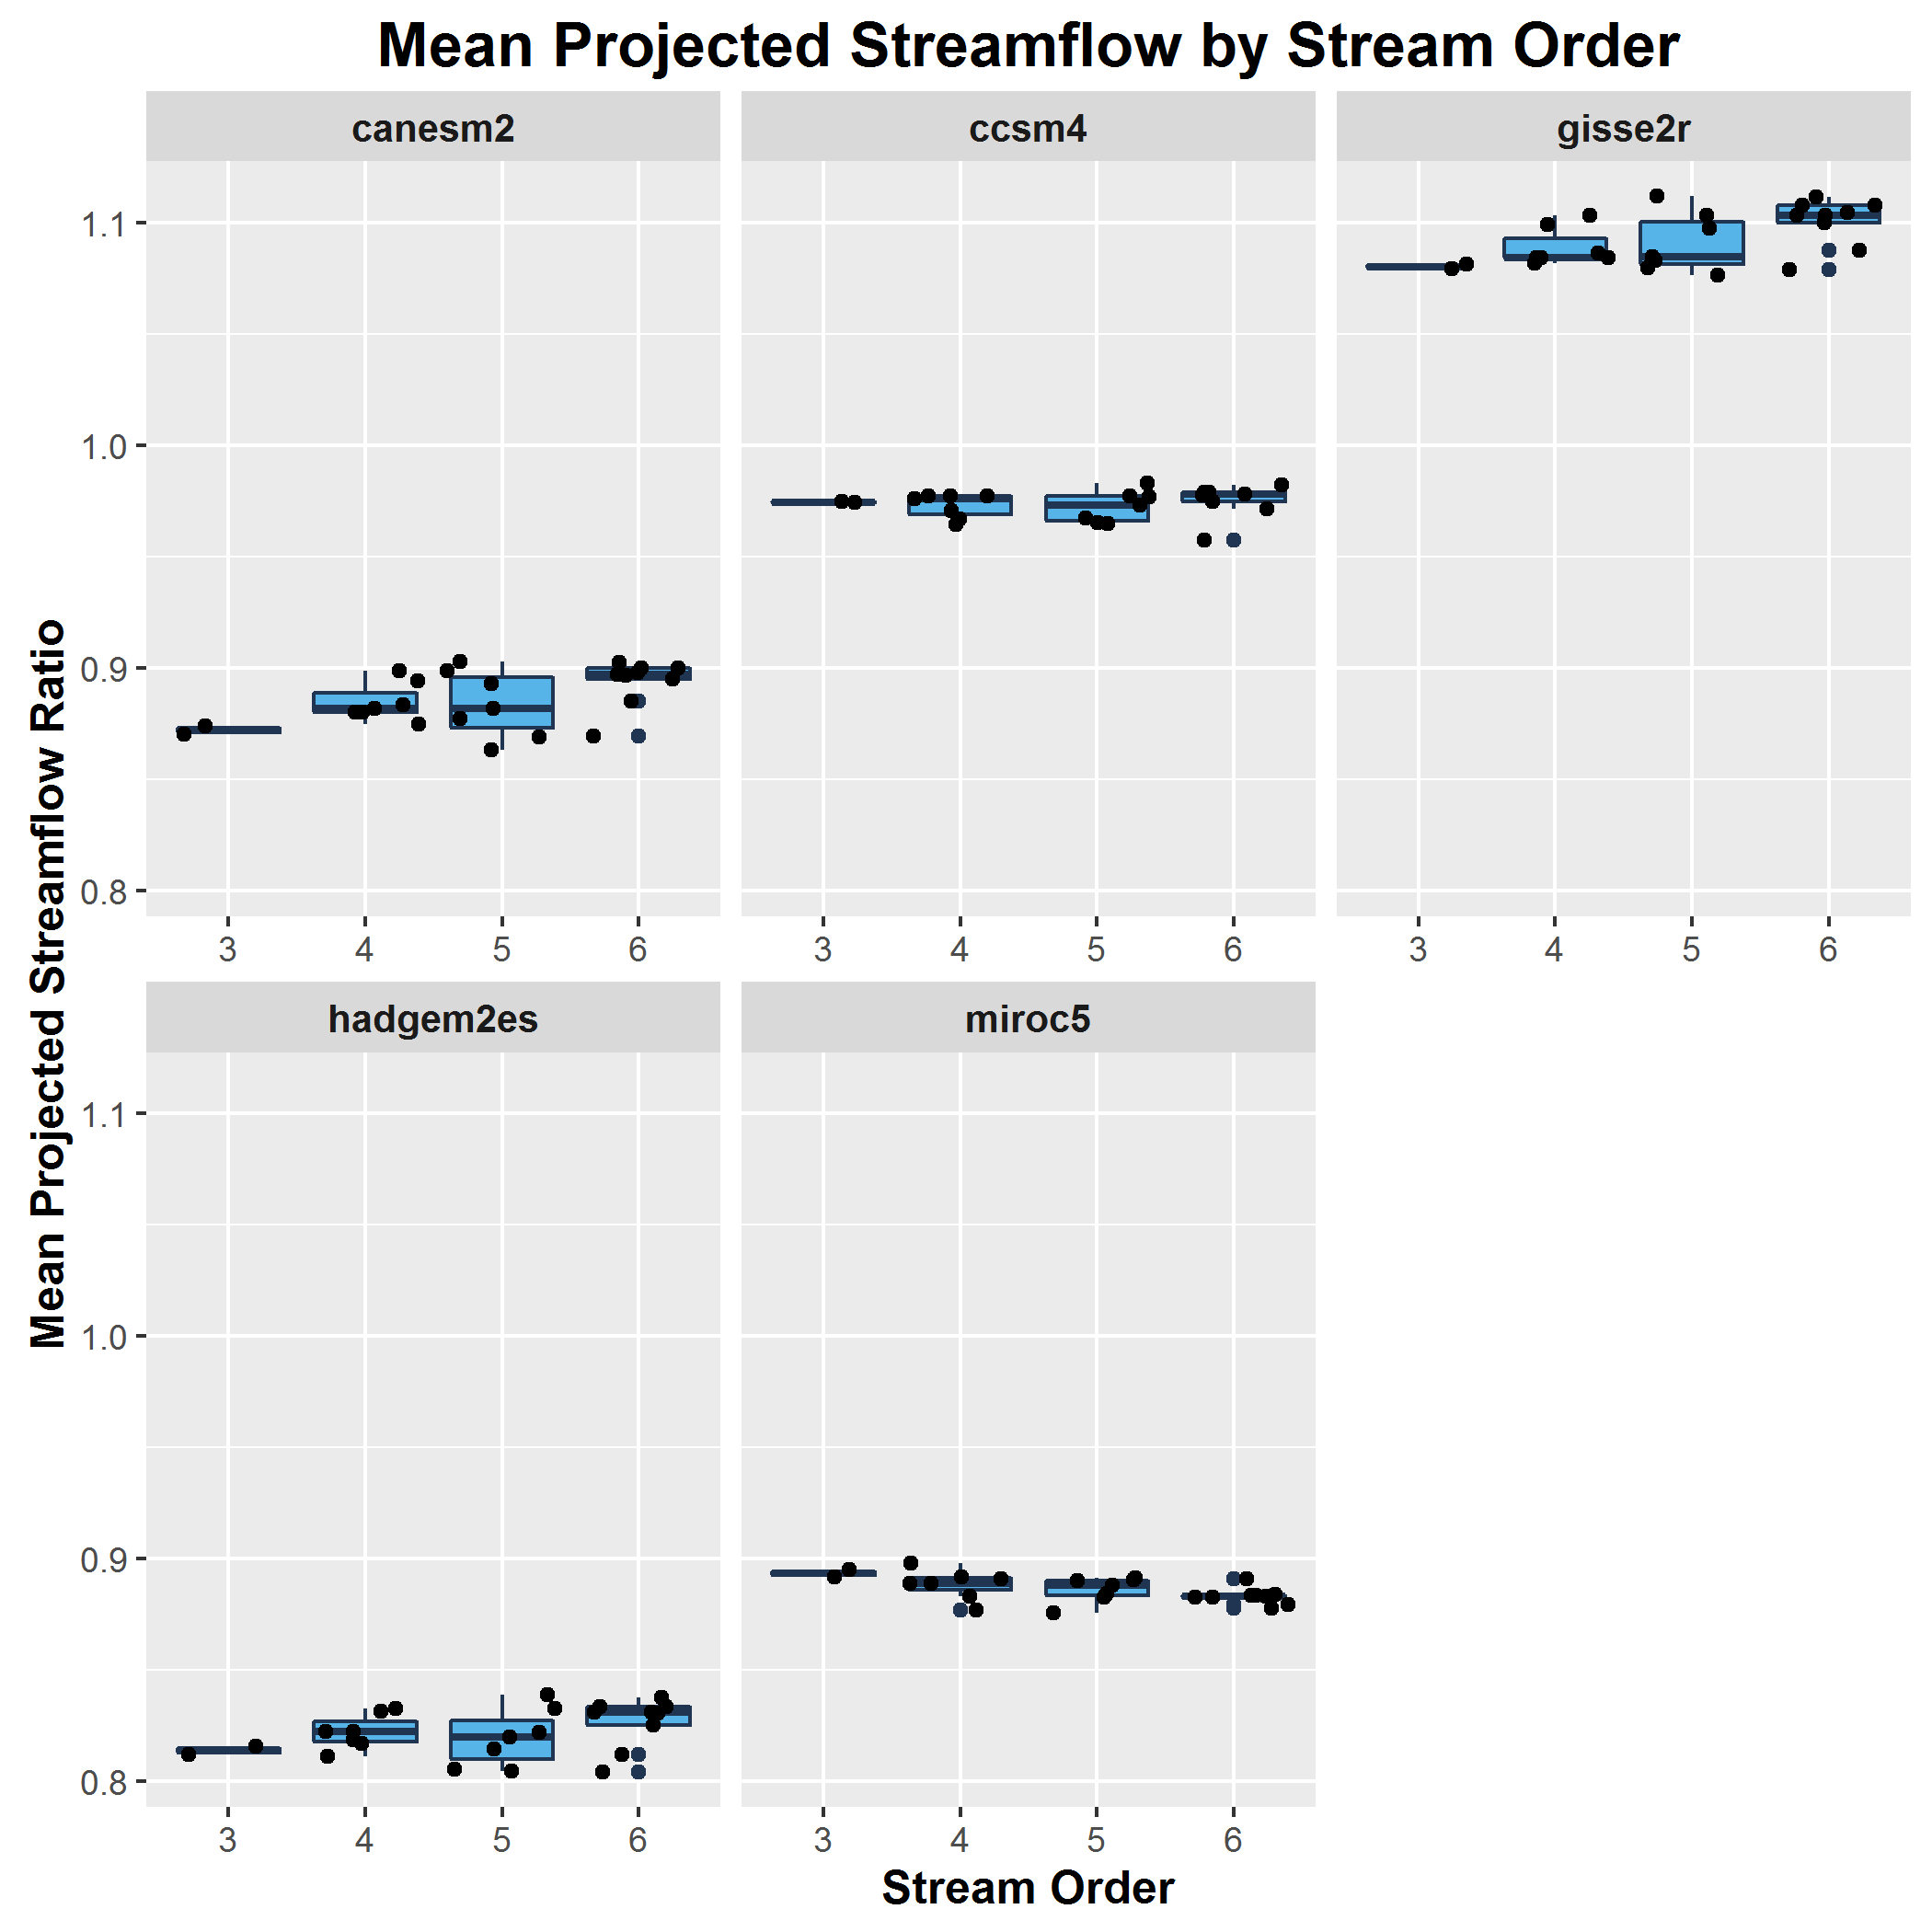 Mean Projected Streamflow by Stream Order
canesm2
ccsm4
gisse2r
1.1
1.0
0.9
0.8
3 4 5 6
3 4 5 6
3 4 5 6
Mean Projected Streamflow Ratio
hadgem2es
miroc5
1.1
1.0
0.9
0.8
3 4 5 6
3 4 5 6
Stream Order